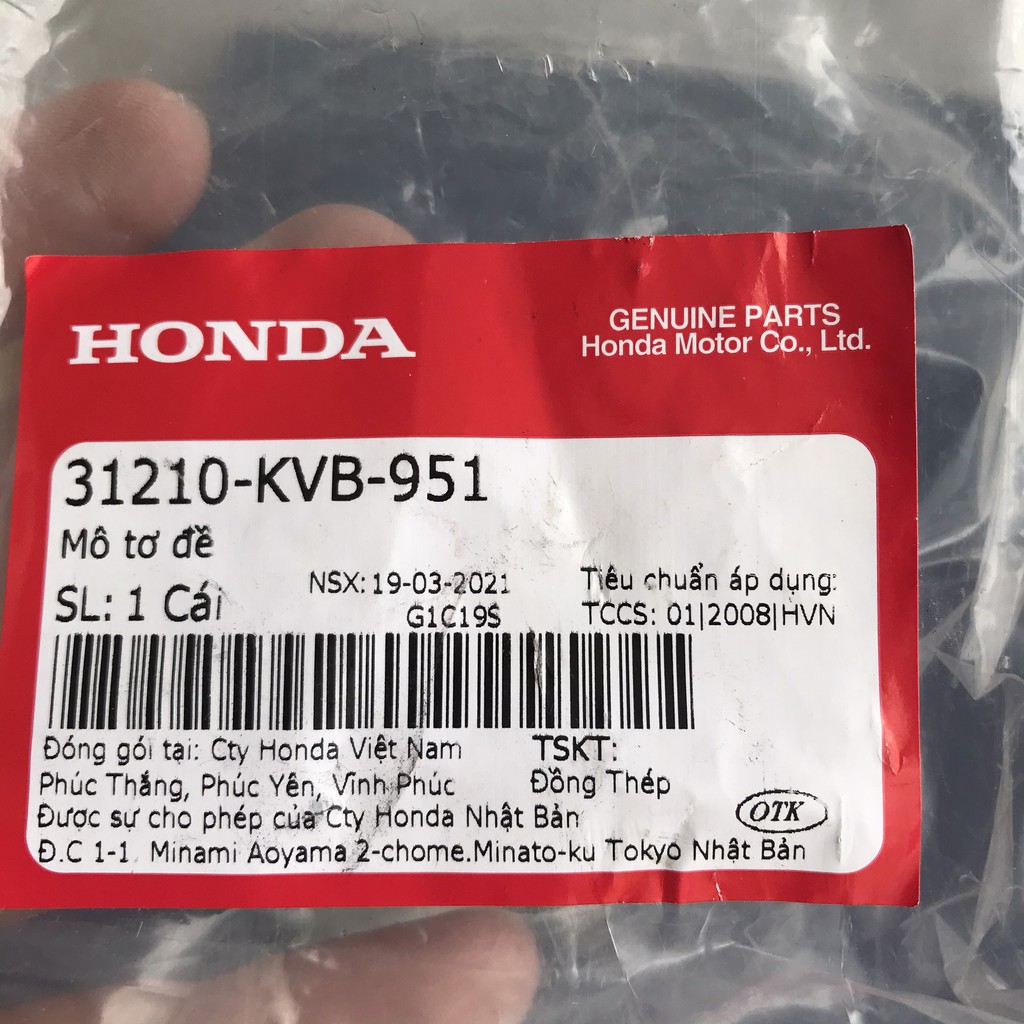 HONDA
GENUINE PARTS
Honda Motor Co., Ltd.
31210-KVB-951
Mô tơ đề
SL: 1 Cái
NSX: 19-03-2021
G1C19S
Tiêu chuẩn áp dụng:
TCCS: 01|2008|HVN
Đóng gói tại: Cty Honda Việt Nam
Phúc Thắng, Phúc Yên, Vĩnh Phúc
TSKT:
Đồng Thép
Được sự cho phép của Cty Honda Nhật Bản
Đ.C 1-1 Minami Aoyama 2-chome.Minato-ku Tokyo Nhật Bản
OTK